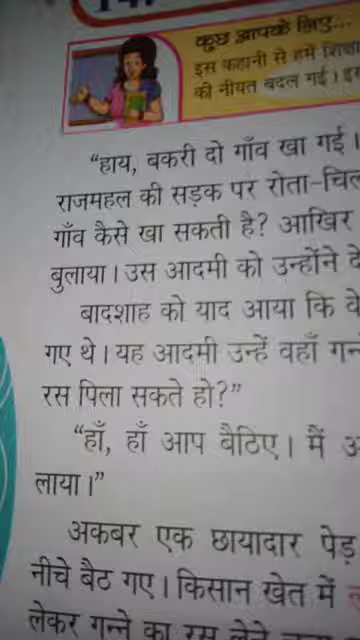 कुछ आपके लिए...
इस कहानी से हमें
की नीयत बदल गई।
“हाय, बकरी दो गाँव खा गई।
राजमहल की सड़क पर
गाँव कैसे खा सकती है? आखिर
बुलाया। उस आदमी को उन्होंने
बादशाह को याद आया कि वे
गए थे। यह आदमी उन्हें वहाँ
रस पिला सकते हो?”
“हाँ, हाँ आप बैठिए। मैं
लाया।”
अकबर एक छायादार पेड़
नीचे बैठ गए। किसान खेत में
लेकर गन्ने का रस